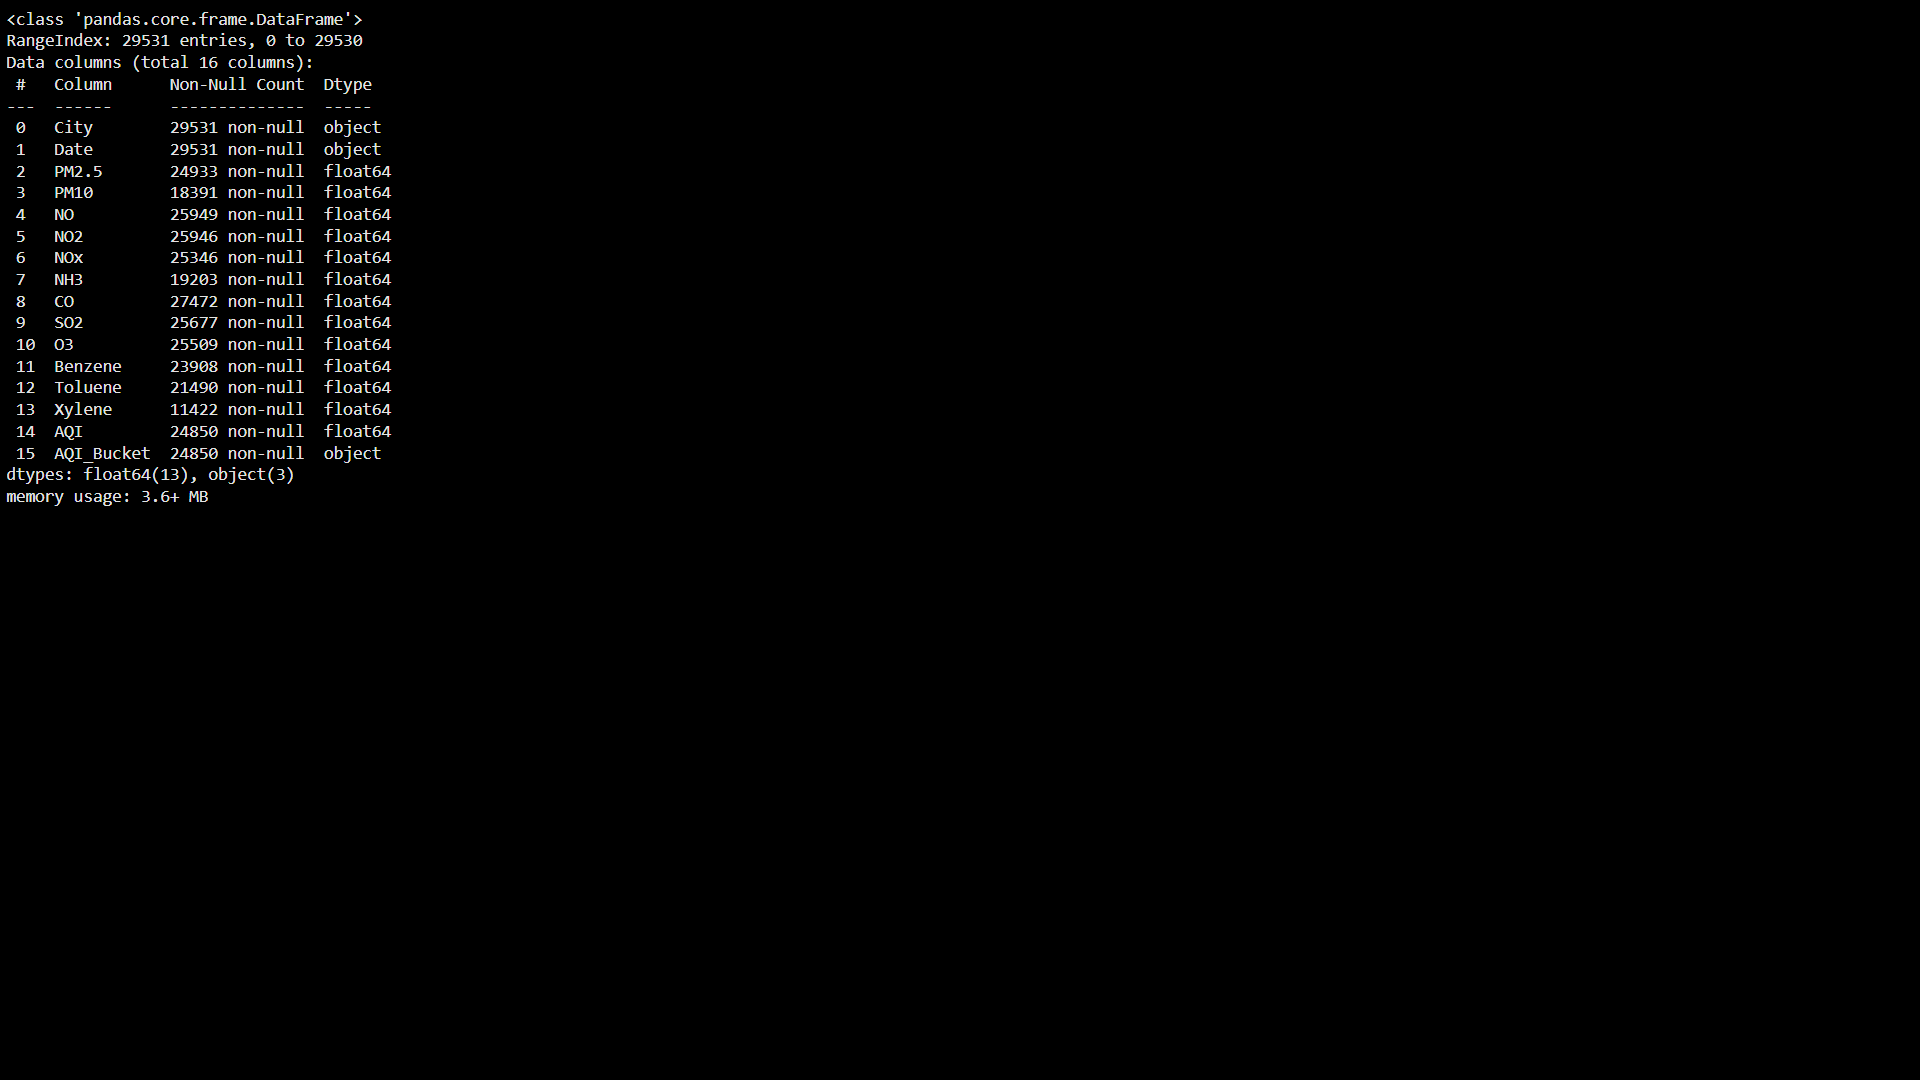 <class 'pandas.core.frame.DataFrame'>
RangeIndex: 29531 entries, 0 to 29530
Data columns (total 16 columns):
 #   Column      Non-Null Count  Dtype
---  ------      --------------  -----
 0   City        29531 non-null  object
 1   Date        29531 non-null  object
 2   PM2.5       24933 non-null  float64
 3   PM10        18391 non-null  float64
 4   NO          25949 non-null  float64
 5   NO2         25946 non-null  float64
 6   NOx         25346 non-null  float64
 7   NH3         19203 non-null  float64
 8   CO          27472 non-null  float64
 9   SO2         25677 non-null  float64
 10  O3          25509 non-null  float64
 11  Benzene     23908 non-null  float64
 12  Toluene     21490 non-null  float64
 13  Xylene      11422 non-null  float64
 14  AQI         24850 non-null  float64
 15  AQI_Bucket  24850 non-null  object
dtypes: float64(13), object(3)
memory usage: 3.6+ MB